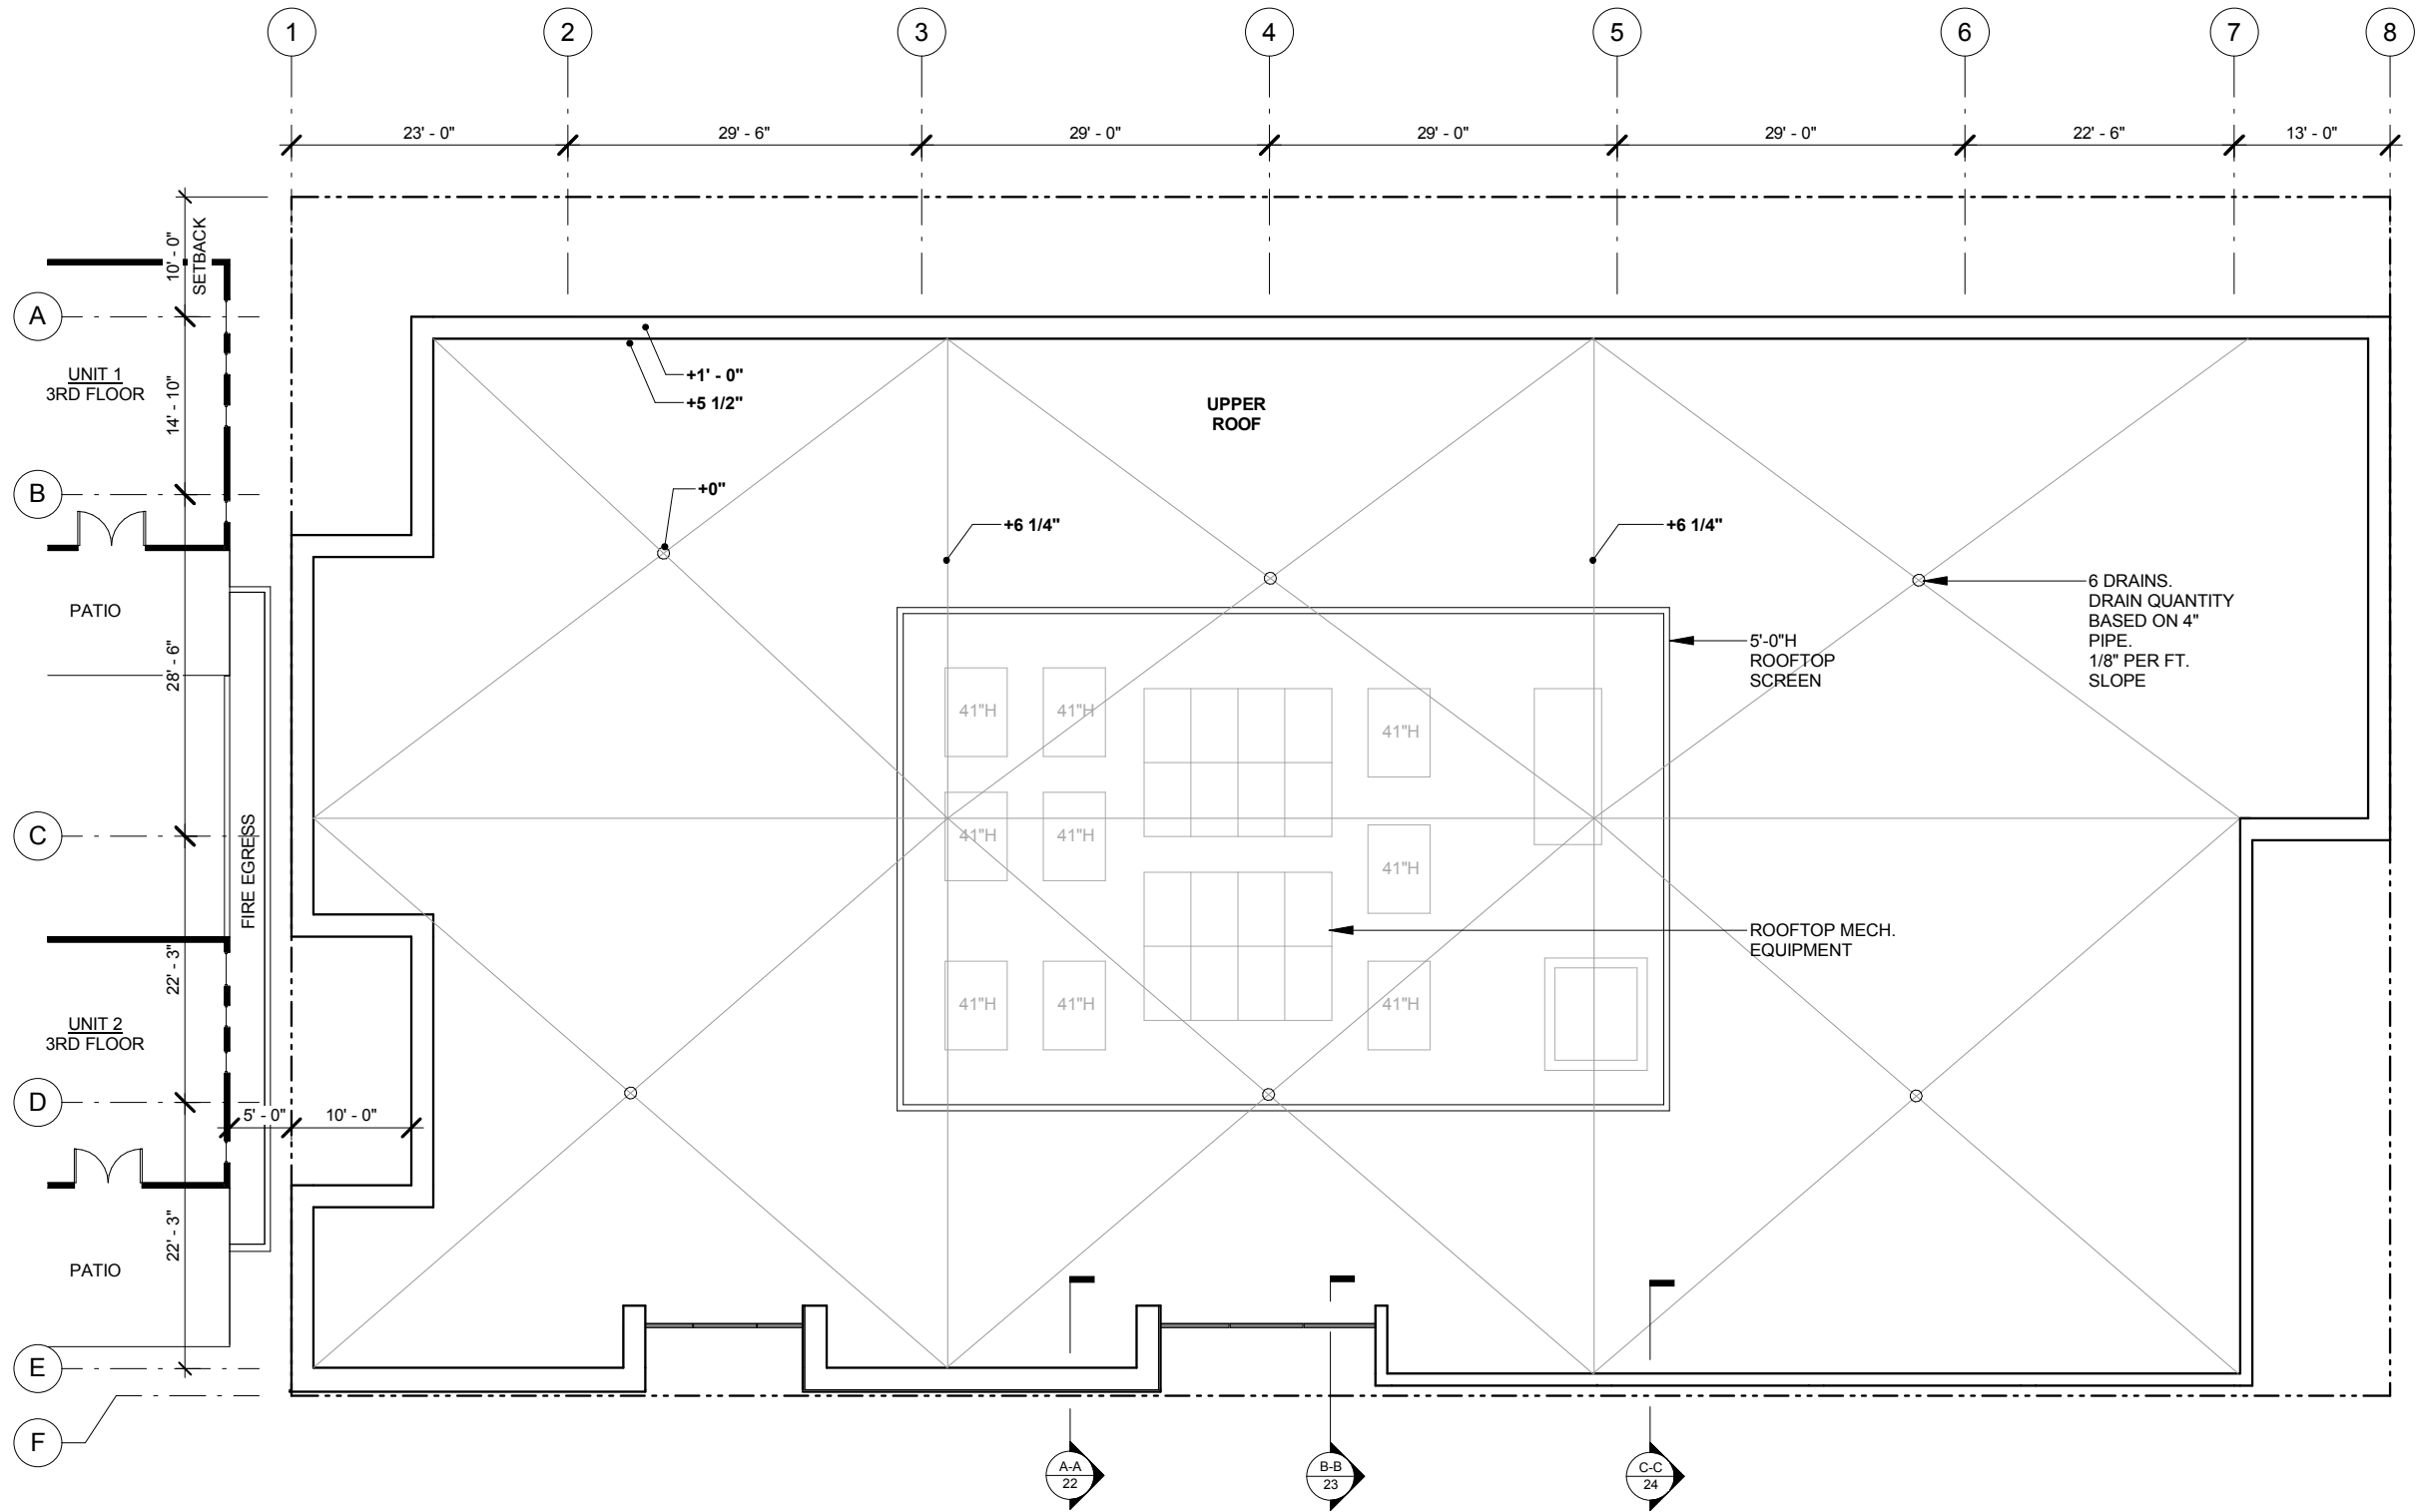 1
2
3
4
5
6
7
8
23' - 0"
29' - 6"
29' - 0"
29' - 0"
29' - 0"
22' - 6"
13' - 0"
10' - 0"
SETBACK
A
UNIT 1
3RD FLOOR
14' - 10"
+1' - 0"
+5 1/2"
UPPER
ROOF
B
+0"
+6 1/4"
+6 1/4"
PATIO
28' - 6"
6 DRAINS.
DRAIN QUANTITY
BASED ON 4"
PIPE.
1/8" PER FT.
SLOPE
5'-0"H
ROOFTOP
SCREEN
41"H
41"H
41"H
C
FIRE EGRESS
41"H
41"H
41"H
ROOFTOP MECH.
EQUIPMENT
22' - 3"
41"H
41"H
41"H
UNIT 2
3RD FLOOR
D
5' - 0"
10' - 0"
22' - 3"
PATIO
E
F
A-A
22
B-B
23
C-C
24